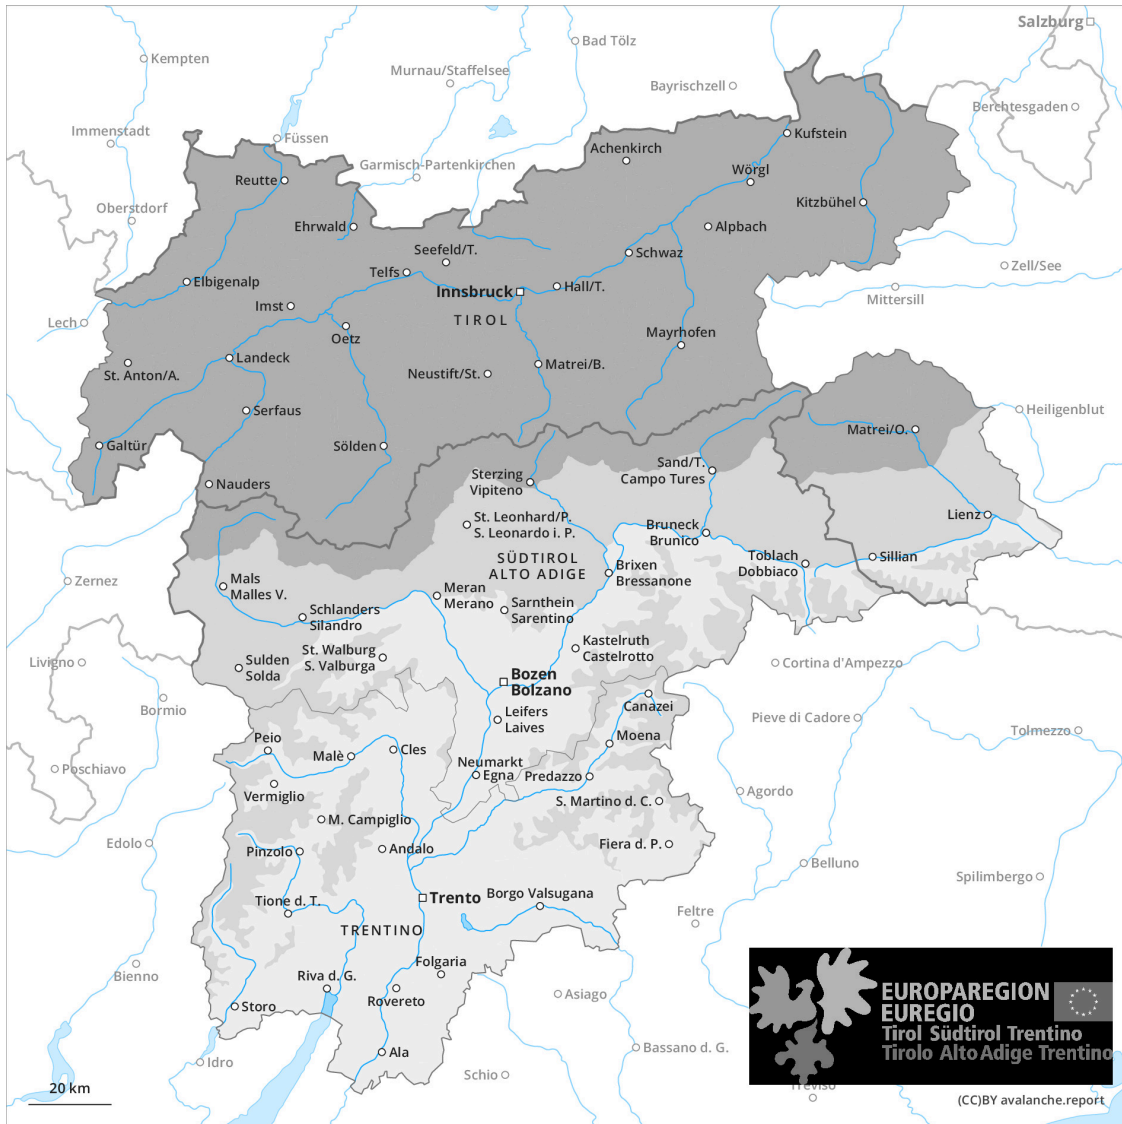 Salzburg
Bad Tölz
Kempten
Murnau/Staffelsee
Bayrischzell
Berchtesgaden
Immenstadt
Füssen
Kufstein
Achenkirch
Garmisch-Partenkirchen
Wörgl
Reutte
Oberstdorf
Kitzbühel
Ehrwald
Alpbach
Seefeld/T.
Schwaz
Zell/See
Telfs
Elbigenalp
Hall/T.
Innsbruck
Mittersill
Imst
TIROL
Lech
Oetz
Mayrhofen
Landeck
Matrei/B.
St. Anton/A.
Neustift/St.
Serfaus
Heiligenblut
Matrei/O.
Galtür
Sölden
Sand/T.
Campo Tures
Sterzing
Vipiteno
Nauders
St. Leonhard/P.
S. Leonardo i. P.
Lienz
Bruneck
Brunico
SÜDTIROL
ALTO ADIGE
Toblach
Dobbiaco
Sillian
Brixen
Bressanone
Zernez
Mals
Malles V.
Meran
Merano
Sarnthein
Sarentino
Schlanders
Silandro
Kastelruth
Castelrotto
St. Walburg
S. Valburga
Livigno
Sulden
Solda
Cortina d'Ampezzo
Bozen
Bolzano
Canazei
Bormio
Leifers
Laives
Pieve di Cadore
Tolmezzo
Moena
Peio
Malè
Cles
Neumarkt
Egna
Predazzo
Poschiavo
Vermiglio
S. Martino d. C.
Agordo
M. Campiglio
Edolo
Pinzolo
Andalo
Fiera d. P.
Belluno
Spilimbergo
Tione d. T.
Trento
Borgo Valsugana
Feltre
TRENTINO
Folgaria
Bienno
Riva d. G.
Rovereto
Asiago
Storo
EUROPAREGION
EUREGIO
Tirol Südtirol Trentino
Tirolo Alto Adige Trentino
Ala
Bassano d. G.
Idro
Schio
Treviso
20 km
(CC)BY avalanche.report